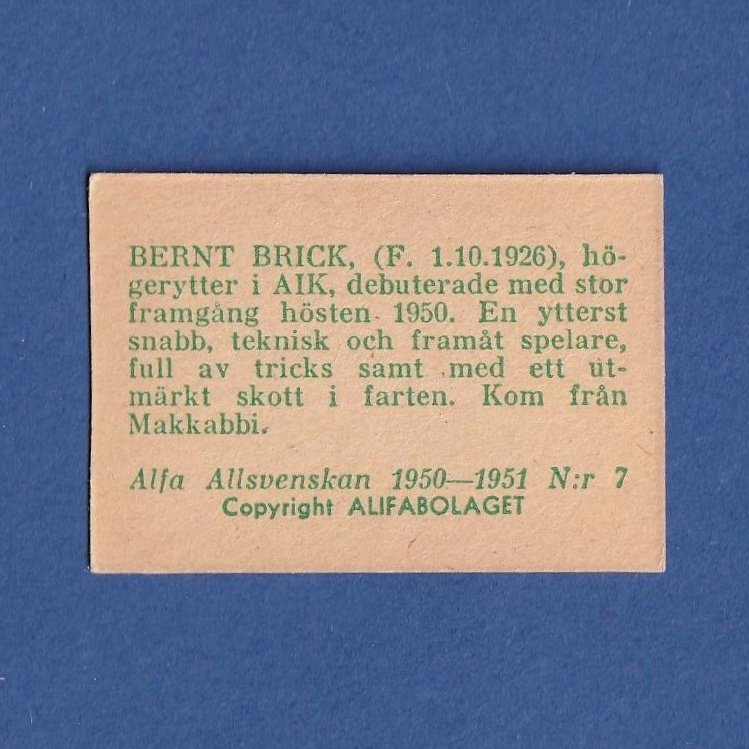 BERNT BRICK, (F. 1.10.1926), hö-
gerytter i AIK, debuterade med stor
framgång hösten 1950. En ytterst
snabb, teknisk och framåt spelare,
full av tricks samt med ett ut-
märkt skott i farten. Kom från
Makkabbi.
Alfa Allsvenskan 1950—1951 N:r 7
Copyright ALIFABOLAGET